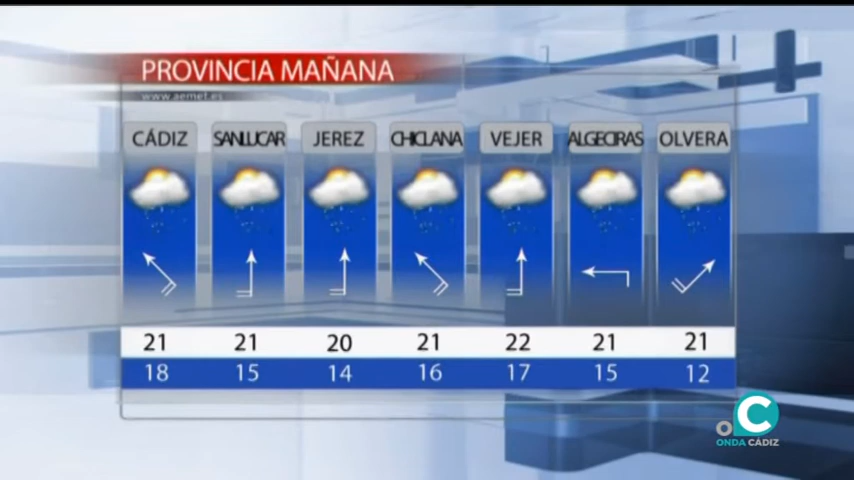 PROVINCIA MAÑANA
www.aemet.es
CÁDIZ SANLUCAR JEREZ CHICLANA VEJER ALGECIRAS OLVERA
21 21 20 21 22 21 21
18 15 14 16 17 15 12
OC
ONDA CÁDIZ